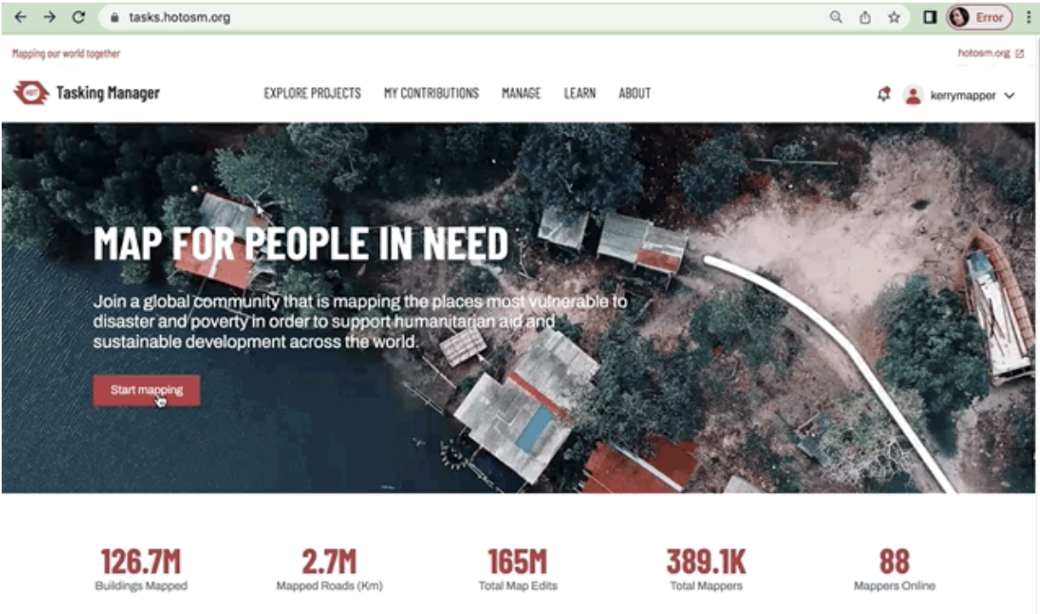 tasks.hotosm.org
Error
Mapping our world together
hotosm.org
HOT
Tasking Manager
EXPLORE PROJECTS MY CONTRIBUTIONS MANAGE LEARN ABOUT
kerrymapper
MAP FOR PEOPLE IN NEED
Join a global community that is mapping the places most vulnerable to
disaster and poverty in order to support humanitarian aid and
sustainable development across the world.
Start mapping
126.7M 2.7M 165M 389.1K 88
Buildings Mapped Mapped Roads (Km) Total Map Edits Total Mappers Mappers Online